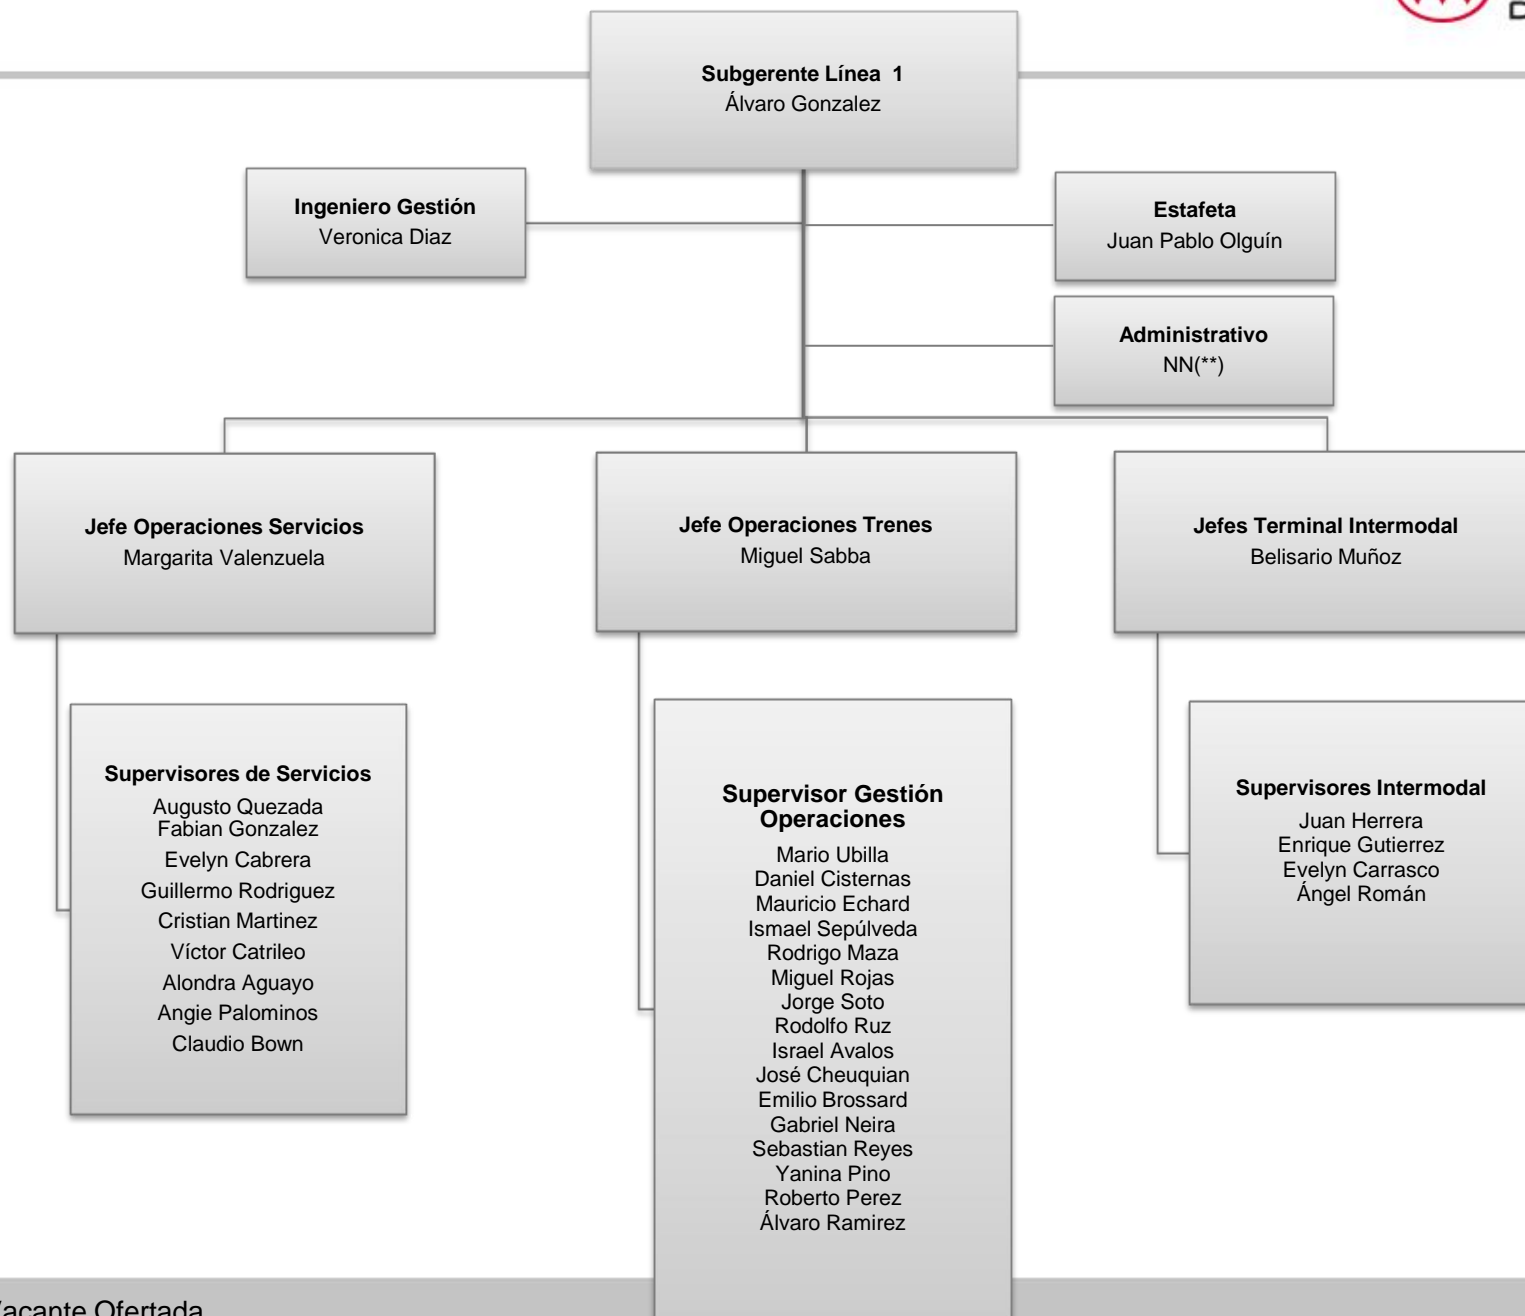 D
Subgerente Línea 1
Álvaro Gonzalez
Ingeniero Gestión
Veronica Diaz
Estafeta
Juan Pablo Olguín
Administrativo
NN(**)
Jefe Operaciones Servicios
Margarita Valenzuela
Jefe Operaciones Trenes
Miguel Sabba
Jefes Terminal Intermodal
Belisario Muñoz
Supervisores de Servicios
Augusto Quezada
Fabian Gonzalez
Evelyn Cabrera
Guillermo Rodriguez
Cristian Martinez
Víctor Catrileo
Alondra Aguayo
Angie Palominos
Claudio Bown
Supervisor Gestión
Operaciones
Mario Ubilla
Daniel Cisternas
Mauricio Echard
Ismael Sepúlveda
Rodrigo Maza
Miguel Rojas
Jorge Soto
Rodolfo Ruz
Israel Avalos
José Cheuquian
Emilio Brossard
Gabriel Neira
Sebastian Reyes
Yanina Pino
Roberto Perez
Álvaro Ramirez
Supervisores Intermodal
Juan Herrera
Enrique Gutierrez
Evelyn Carrasco
Ángel Román
Vacante Ofertada